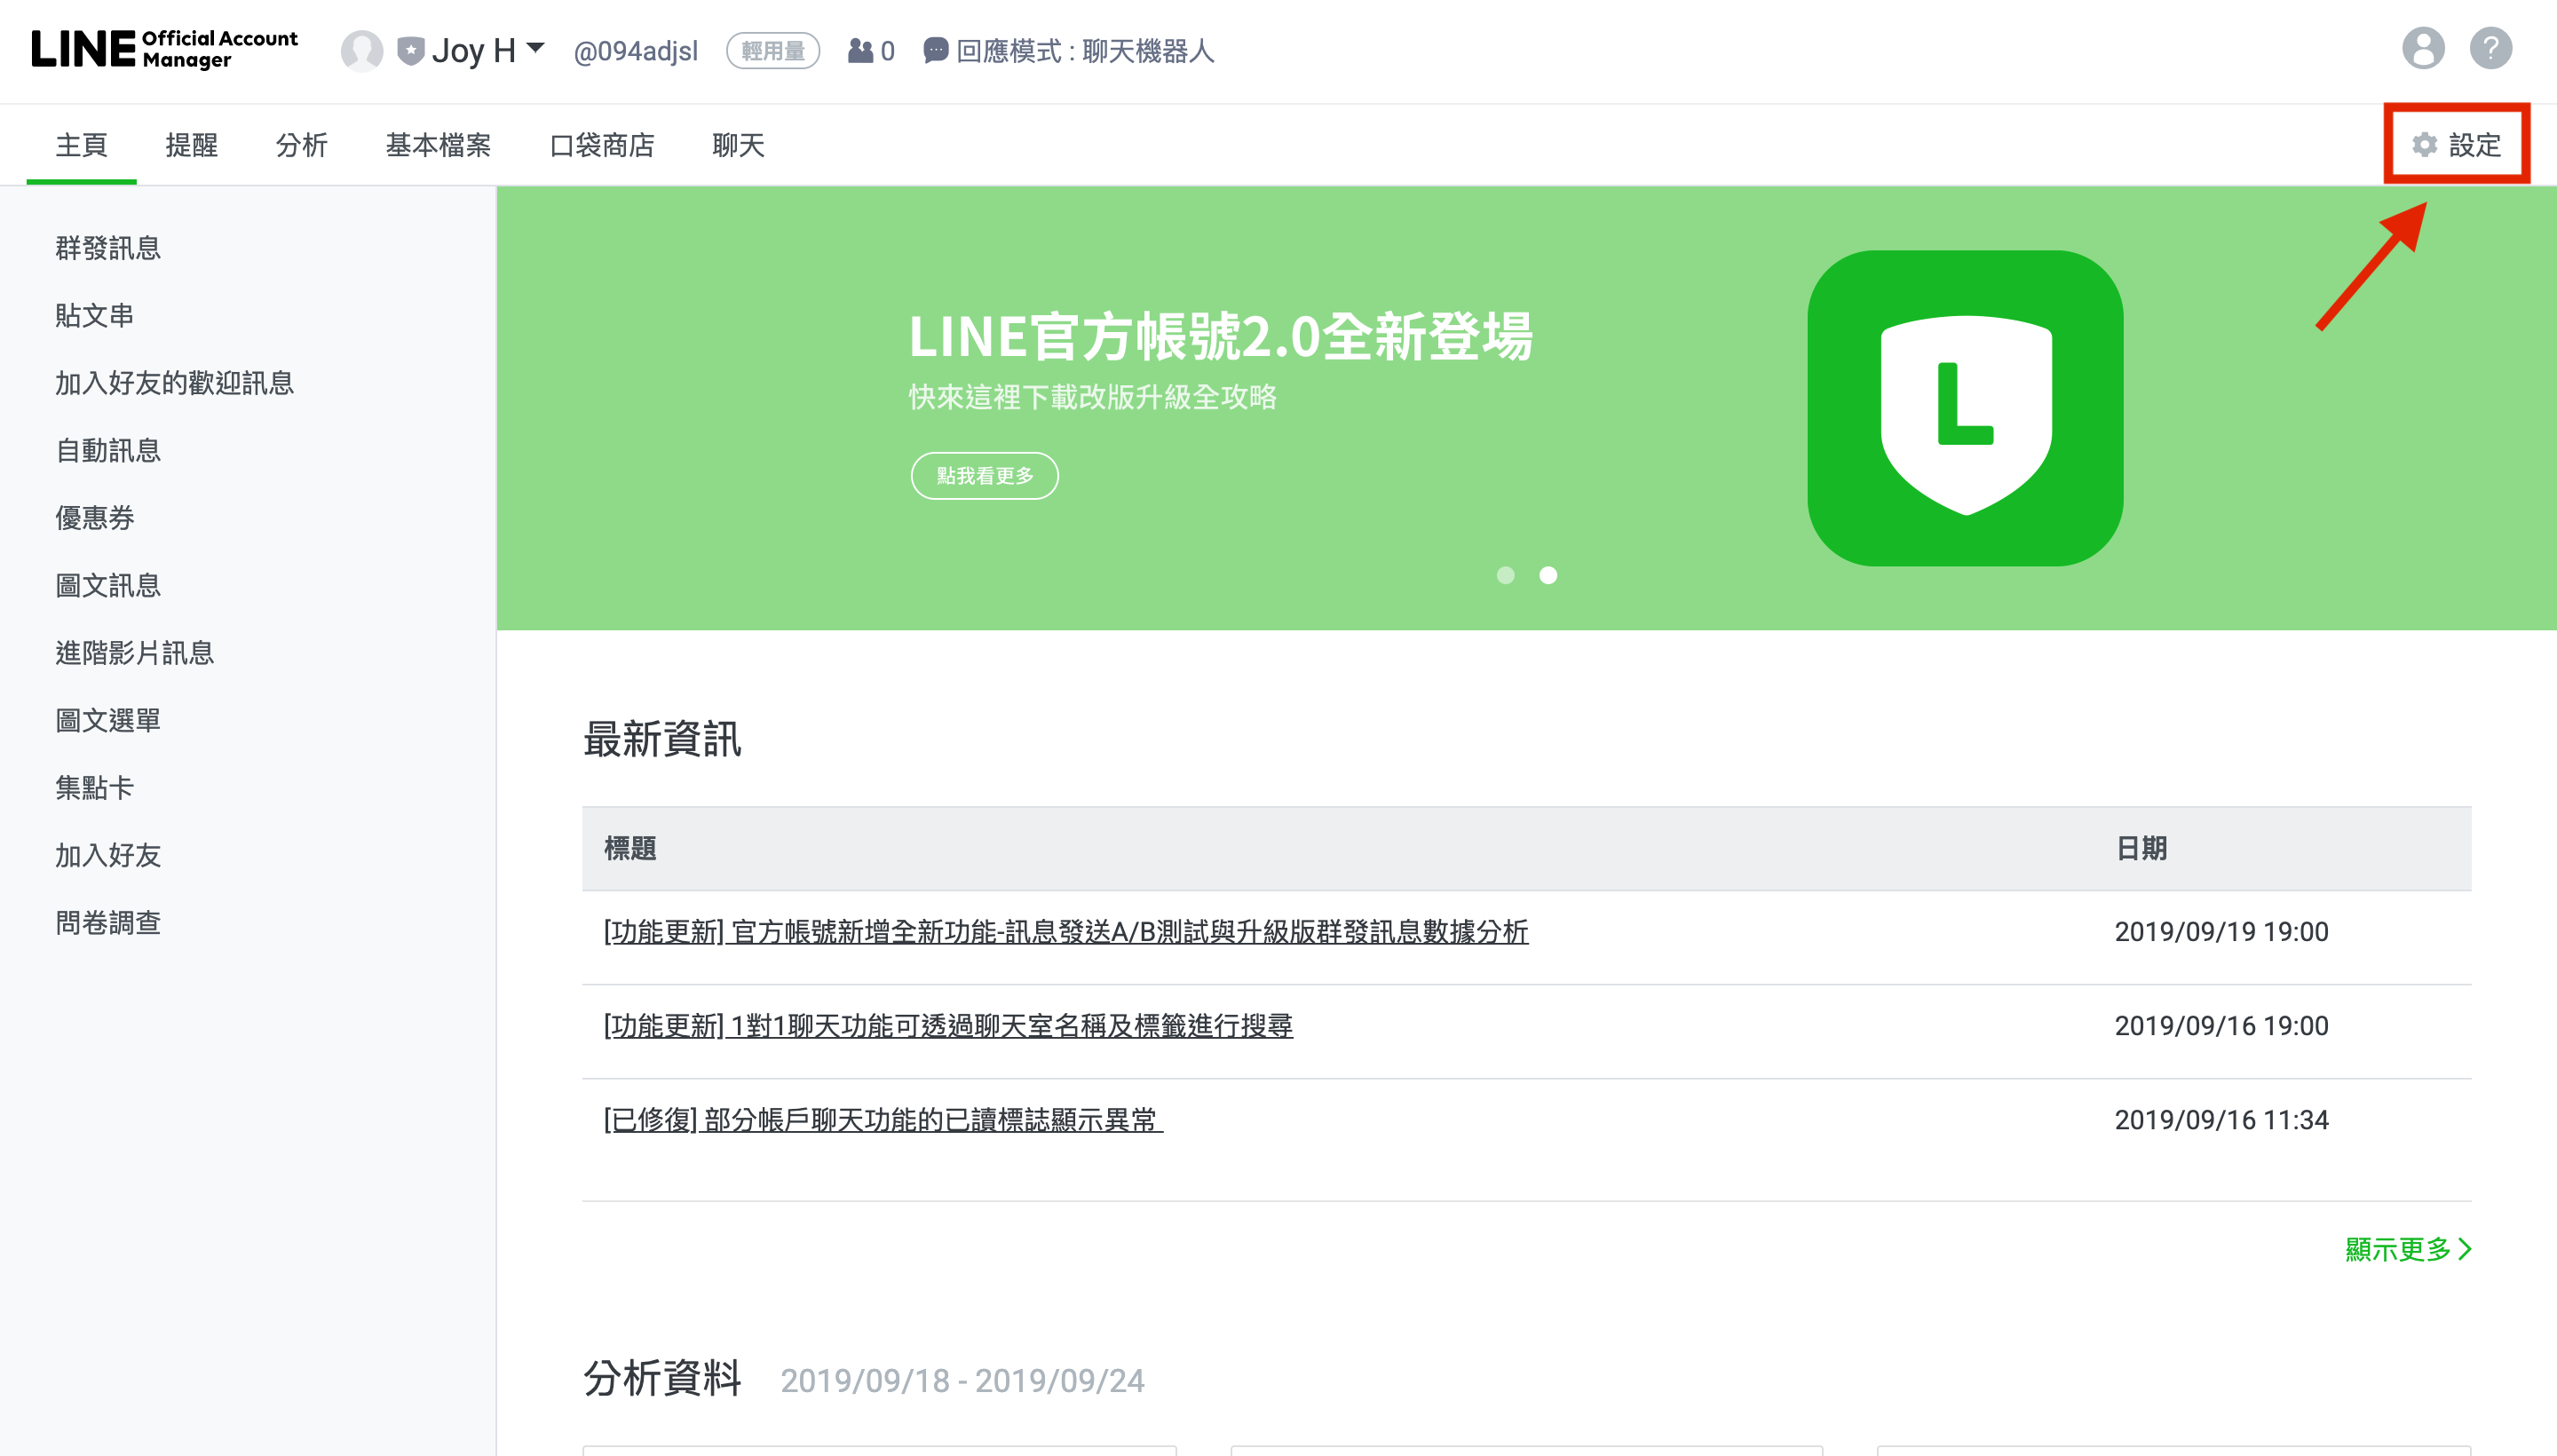 LINE Official Account Manager
Joy H
@094adjsl
輕用量
0
回應模式 : 聊天機器人
?
主頁
提醒
分析
基本檔案
口袋商店
聊天
設定
群發訊息
貼文串
加入好友的歡迎訊息
自動訊息
優惠券
圖文訊息
進階影片訊息
圖文選單
集點卡
加入好友
問卷調查
LINE官方帳號2.0全新登場
快來這裡下載改版升級全攻略
點我看更多
L
最新資訊
標題 日期
[功能更新] 官方帳號新增全新功能-訊息發送A/B測試與升級版群發訊息數據分析 2019/09/19 19:00
[功能更新] 1對1聊天功能可透過聊天室名稱及標籤進行搜尋 2019/09/16 19:00
[已修復] 部分帳戶聊天功能的已讀標誌顯示異常 2019/09/16 11:34
顯示更多
分析資料 2019/09/18 - 2019/09/24